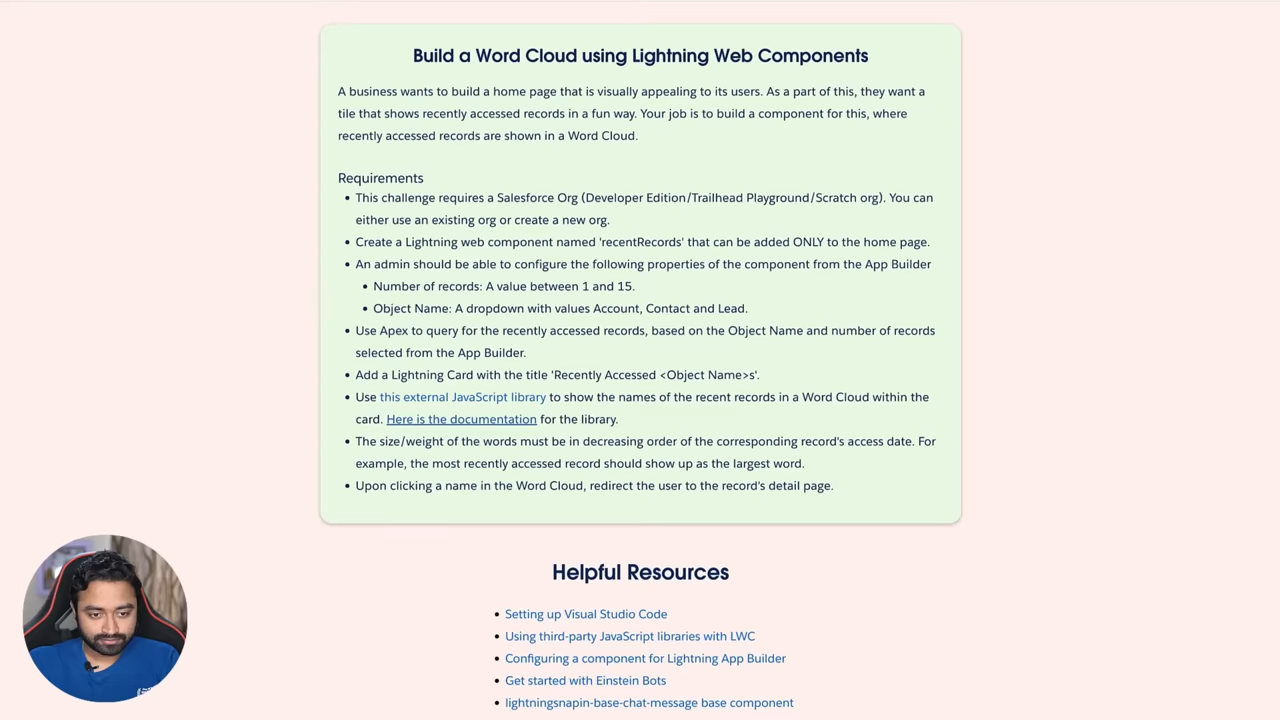 Build a Word Cloud using Lightning Web Components
A business wants to build a home page that is visually appealing to its users. As a part of this, they want a
tile that shows recently accessed records in a fun way. Your job is to build a component for this, where
recently accessed records are shown in a Word Cloud.
Requirements
• This challenge requires a Salesforce Org (Developer Edition/Trailhead Playground/Scratch org). You can
either use an existing org or create a new org.
• Create a Lightning web component named 'recentRecords' that can be added ONLY to the home page.
• An admin should be able to configure the following properties of the component from the App Builder
• Number of records: A value between 1 and 15.
• Object Name: A dropdown with values Account, Contact and Lead.
• Use Apex to query for the recently accessed records, based on the Object Name and number of records
selected from the App Builder.
• Add a Lightning Card with the title 'Recently Accessed <Object Name>s'.
• Use this external JavaScript library to show the names of the recent records in a Word Cloud within the
card. Here is the documentation for the library.
• The size/weight of the words must be in decreasing order of the corresponding record's access date. For
example, the most recently accessed record should show up as the largest word.
• Upon clicking a name in the Word Cloud, redirect the user to the record's detail page.
Helpful Resources
• Setting up Visual Studio Code
• Using third-party JavaScript libraries with LWC
• Configuring a component for Lightning App Builder
• Get started with Einstein Bots
• lightningsnapin-base-chat-message base component